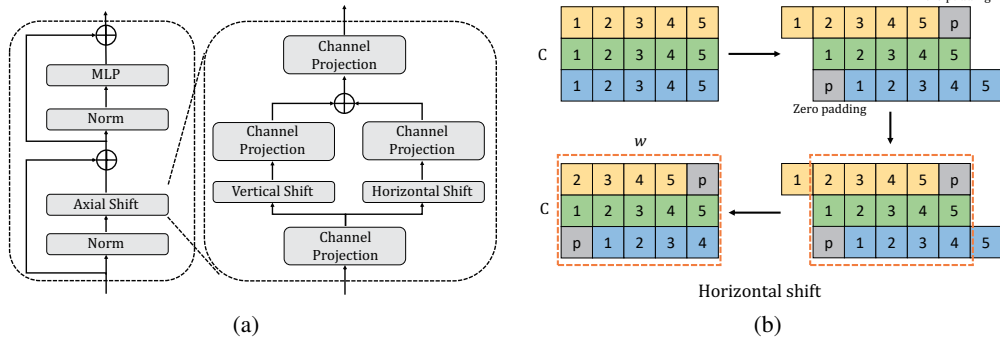 MLP
Norm
Axial Shift
Norm
Channel
Projection
Channel
Projection
Channel
Projection
Vertical Shift
Horizontal Shift
Channel
Projection
(a)
C
1 2 3 4 5
1 2 3 4 5
1 2 3 4 5
1 2 3 4 5 p
1 2 3 4 5
p 1 2 3 4 5
Zero padding
w
C
2 3 4 5 p
1 2 3 4 5
p 1 2 3 4
1 2 3 4 5 p
1 2 3 4 5
p 1 2 3 4 5
Horizontal shift
(b)